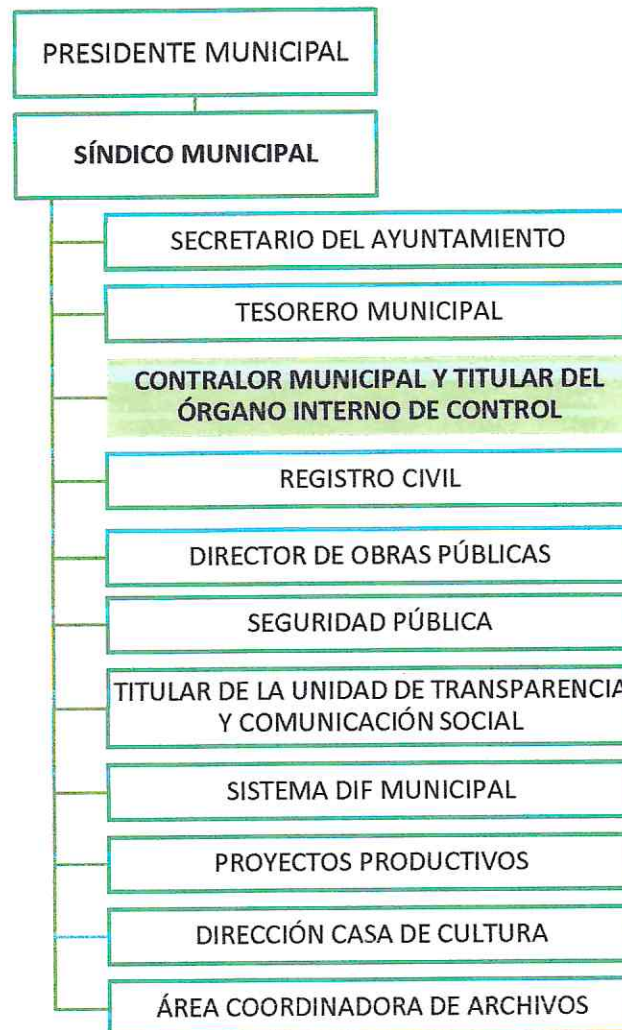 PRESIDENTE MUNICIPAL
SÍNDICO MUNICIPAL
SECRETARIO DEL AYUNTAMIENTO
TESORERO MUNICIPAL
CONTRALOR MUNICIPAL Y TITULAR DEL
ÓRGANO INTERNO DE CONTROL
REGISTRO CIVIL
DIRECTOR DE OBRAS PÚBLICAS
SEGURIDAD PÚBLICA
TITULAR DE LA UNIDAD DE TRANSPARENCIA
Y COMUNICACIÓN SOCIAL
SISTEMA DIF MUNICIPAL
PROYECTOS PRODUCTIVOS
DIRECCIÓN CASA DE CULTURA
ÁREA COORDINADORA DE ARCHIVOS